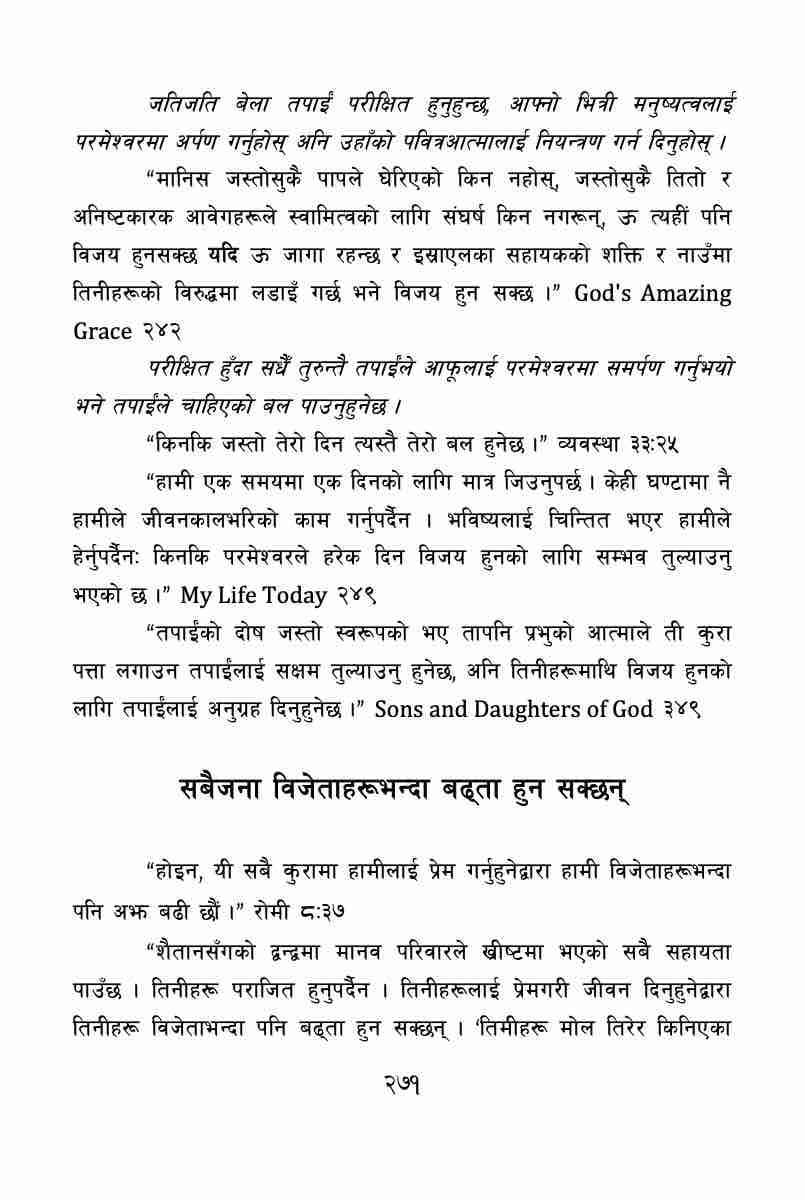 जतिजति बेला तपाईं परीक्षित हुनुहुन्छ, आफ्नो भित्री मनुष्यत्वलाई
परमेश्वरमा अर्पण गर्नुहोस् अनि उहाँको पवित्रआत्मालाई नियन्त्रण गर्न दिनुहोस् ।
“मानिस जस्तोसुकै पापले घेरिएको किन नहोस्, जस्तोसुकै तितो र
अनिष्टकारक आवेगहरूले स्वामित्वको लागि संघर्ष किन नगरून्, ऊ त्यहीं पनि
विजय हुनसक्छ यदि ऊ जागा रहन्छ र इस्राएलका सहायकको शक्ति र नाउँमा
तिनीहरूको विरुद्धमा लडाइँ गर्छ भने विजय हुन सक्छ ।” God's Amazing
Grace २४२
परीक्षित हुँदा सधैँ तुरुन्तै तपाईंले आफूलाई परमेश्वरमा समर्पण गर्नुभयो
भने तपाईंले चाहिएको बल पाउनुहुनेछ ।
“किनकि जस्तो तेरो दिन त्यस्तै तेरो बल हुनेछ ।” व्यवस्था ३३:२५
“हामी एक समयमा एक दिनको लागि मात्र जिउनुपर्छ । केही घण्टामा नै
हामीले जीवनकालभरिको काम गर्नुपर्दैन । भविष्यलाई चिन्तित भएर हामीले
हेर्नुपर्दैनः किनकि परमेश्वरले हरेक दिन विजय हुनको लागि सम्भव तुल्याउनु
भएको छ ।” My Life Today २४९
“तपाईंको दोष जस्तो स्वरूपको भए तापनि प्रभुको आत्माले ती कुरा
पत्ता लगाउन तपाईंलाई सक्षम तुल्याउनु हुनेछ, अनि तिनीहरूमाथि विजय हुनको
लागि तपाईंलाई अनुग्रह दिनुहुनेछ ।” Sons and Daughters of God ३४९
सबैजना विजेताहरूभन्दा बढ्ता हुन सक्छन्
“होइन, यी सबै कुरामा हामीलाई प्रेम गर्नुहुनेद्वारा हामी विजेताहरूभन्दा
पनि अझ बढी छौं ।” रोमी ८:३७
“शैतानसँगको द्वन्द्वमा मानव परिवारले ख्रीष्टमा भएको सबै सहायता
पाउँछ । तिनीहरू पराजित हुनुपर्दैन । तिनीहरूलाई प्रेमगरी जीवन दिनुहुनेद्वारा
तिनीहरू विजेताभन्दा पनि बढ्ता हुन सक्छन् । ‘तिमीहरू मोल तिरेर किनिएका
२७१